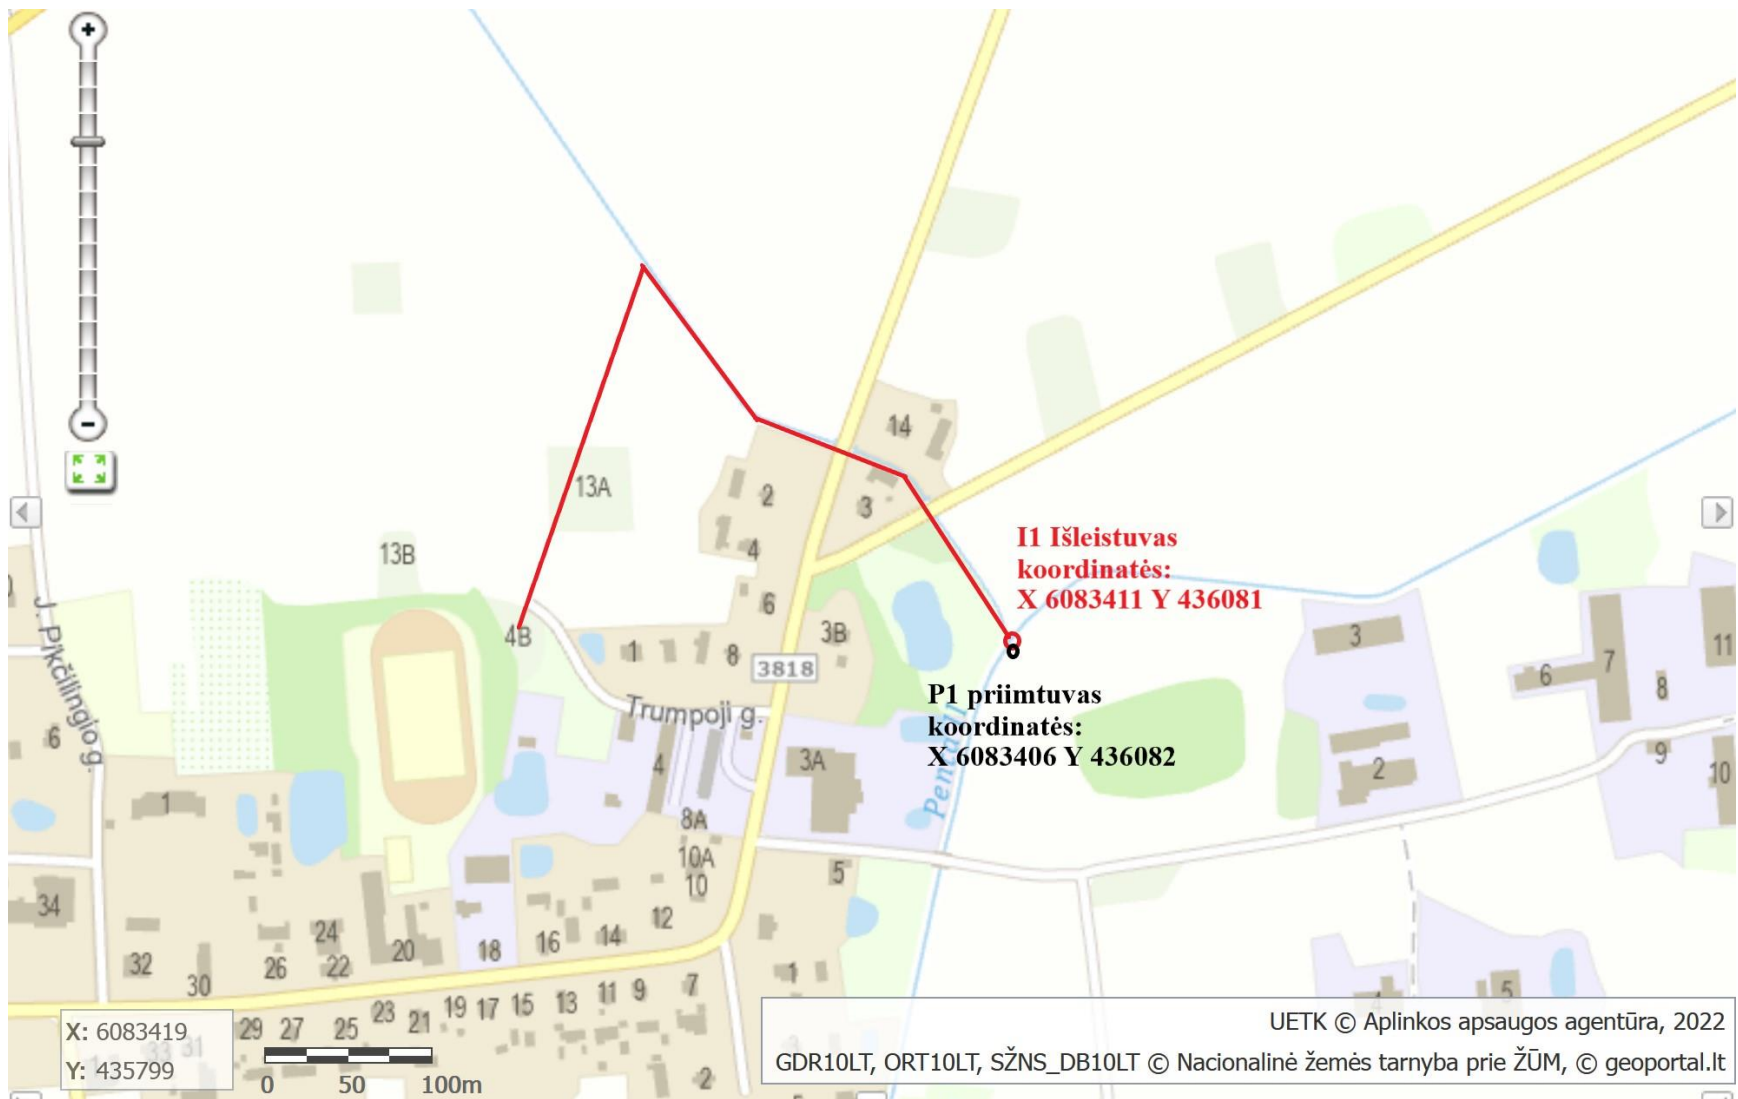 14
13A
2
3
13B
4
I1 Išleistuvas
koordinatės:
X 6083411 Y 436081
J. Pikčilingio g.
6
4B
1
8
3B
3818
3
11
7
6
8
P1 priimtuvas
koordinatės:
X 6083406 Y 436082
Trumpoji g.
6
4
3A
2
9
10
1
8A
10A
10
5
34
24
20
18
16
14
12
32
30
26
22
1
7
9
11
13
15
17
19
21
23
25
27
29
31
33
2
3
4
5
X: 6083419
Y: 435799
0 50 100m
UETK © Aplinkos apsaugos agentūra, 2022
GDR10LT, ORT10LT, SŽNS_DB10LT © Nacionalinė žemės tarnyba prie ŽŪM, © geoportal.lt